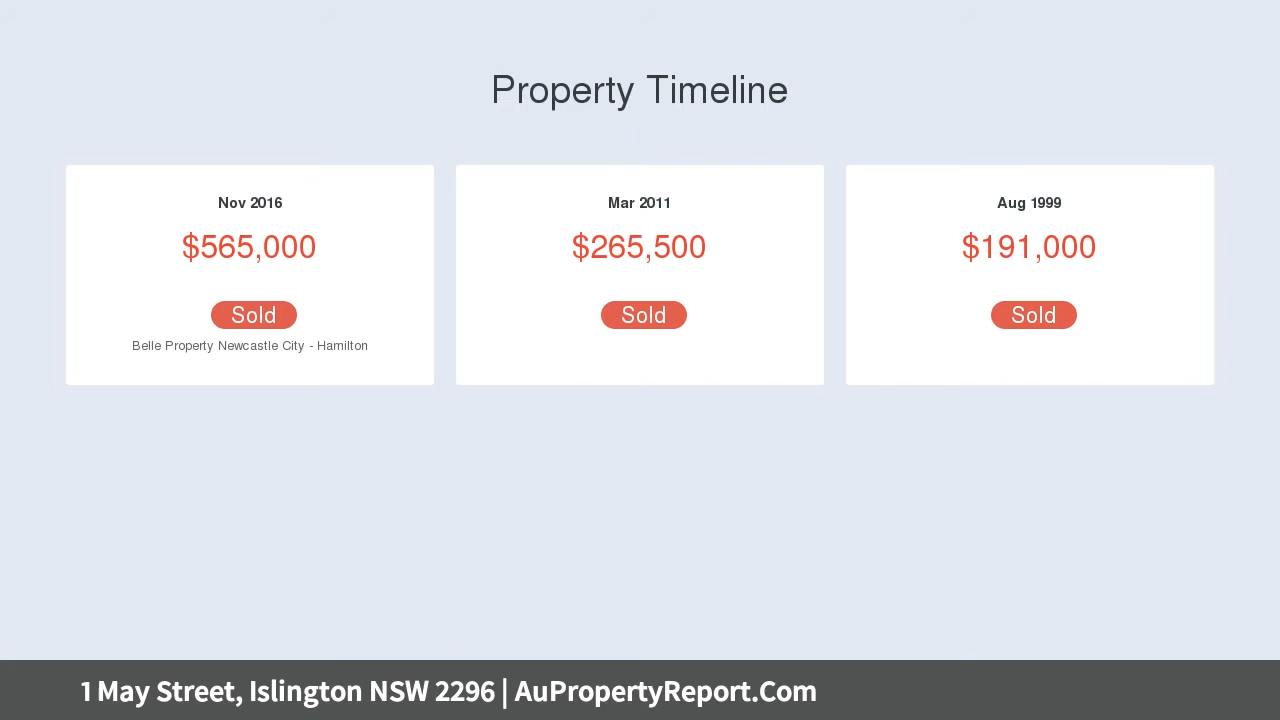 Property Timeline
Nov 2016
$565,000
Sold
Belle Property Newcastle City - Hamilton
Mar 2011
$265,500
Sold
Aug 1999
$191,000
Sold
1 May Street, Islington NSW 2296 | AuPropertyReport.Com